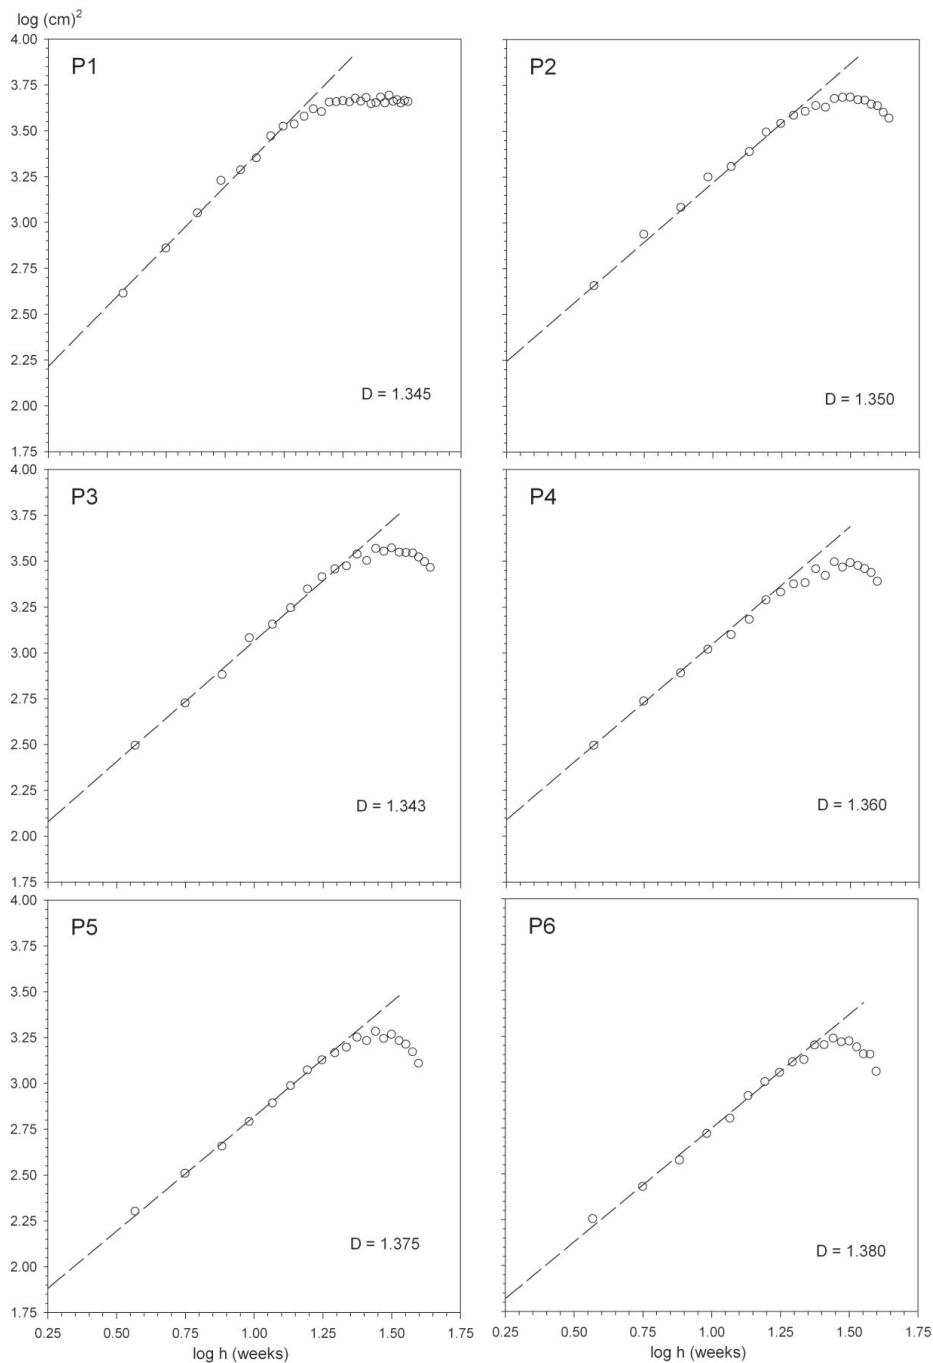 log (cm)2
4.00
P1
P2
3.75
3.50
3.25
3.00
2.75
2.50
2.25
2.00
D = 1.345
D = 1.350
1.75
4.00
P3
P4
3.75
3.50
3.25
3.00
2.75
2.50
2.25
2.00
D = 1.343
D = 1.360
1.75
4.00
P5
P6
3.75
3.50
3.25
3.00
2.75
2.50
2.25
2.00
D = 1.375
D = 1.380
1.75
0.25 0.50 0.75 1.00 1.25 1.50 1.75
0.25 0.50 0.75 1.00 1.25 1.50 1.75
log h (weeks)
log h (weeks)